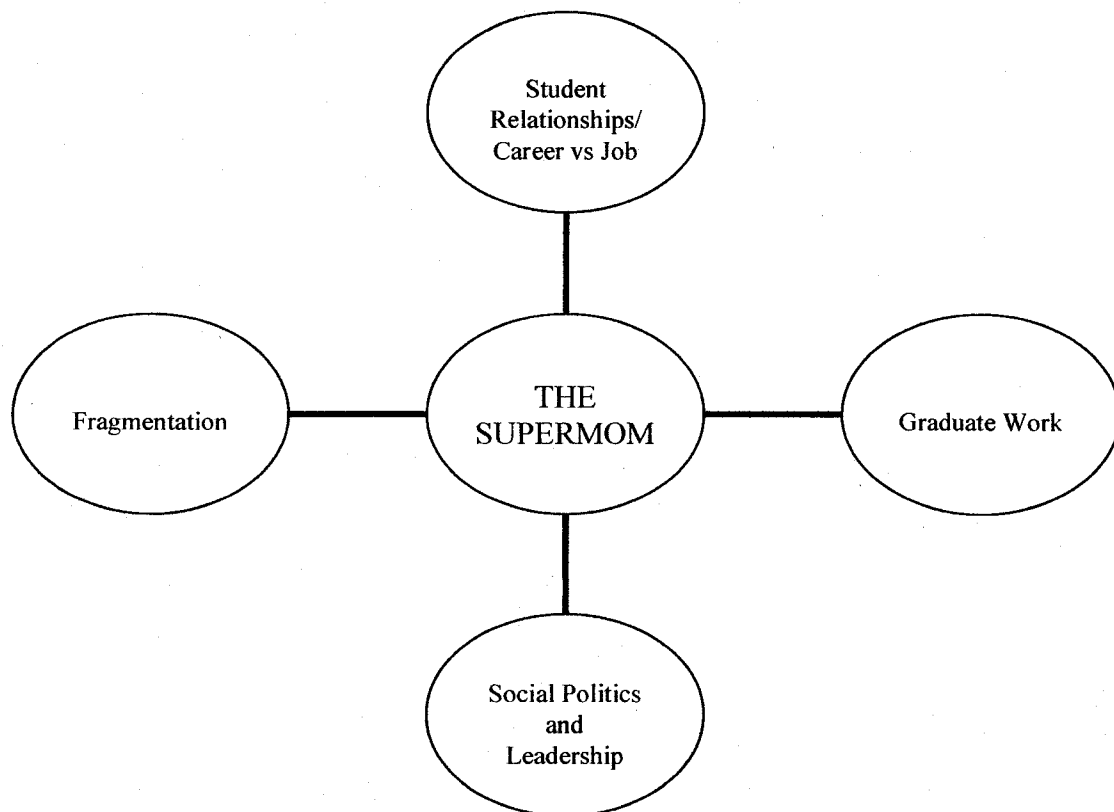 Student
Relationships/
Career vs Job
Fragmentation
THE
SUPERMOM
Graduate Work
Social Politics
and
Leadership